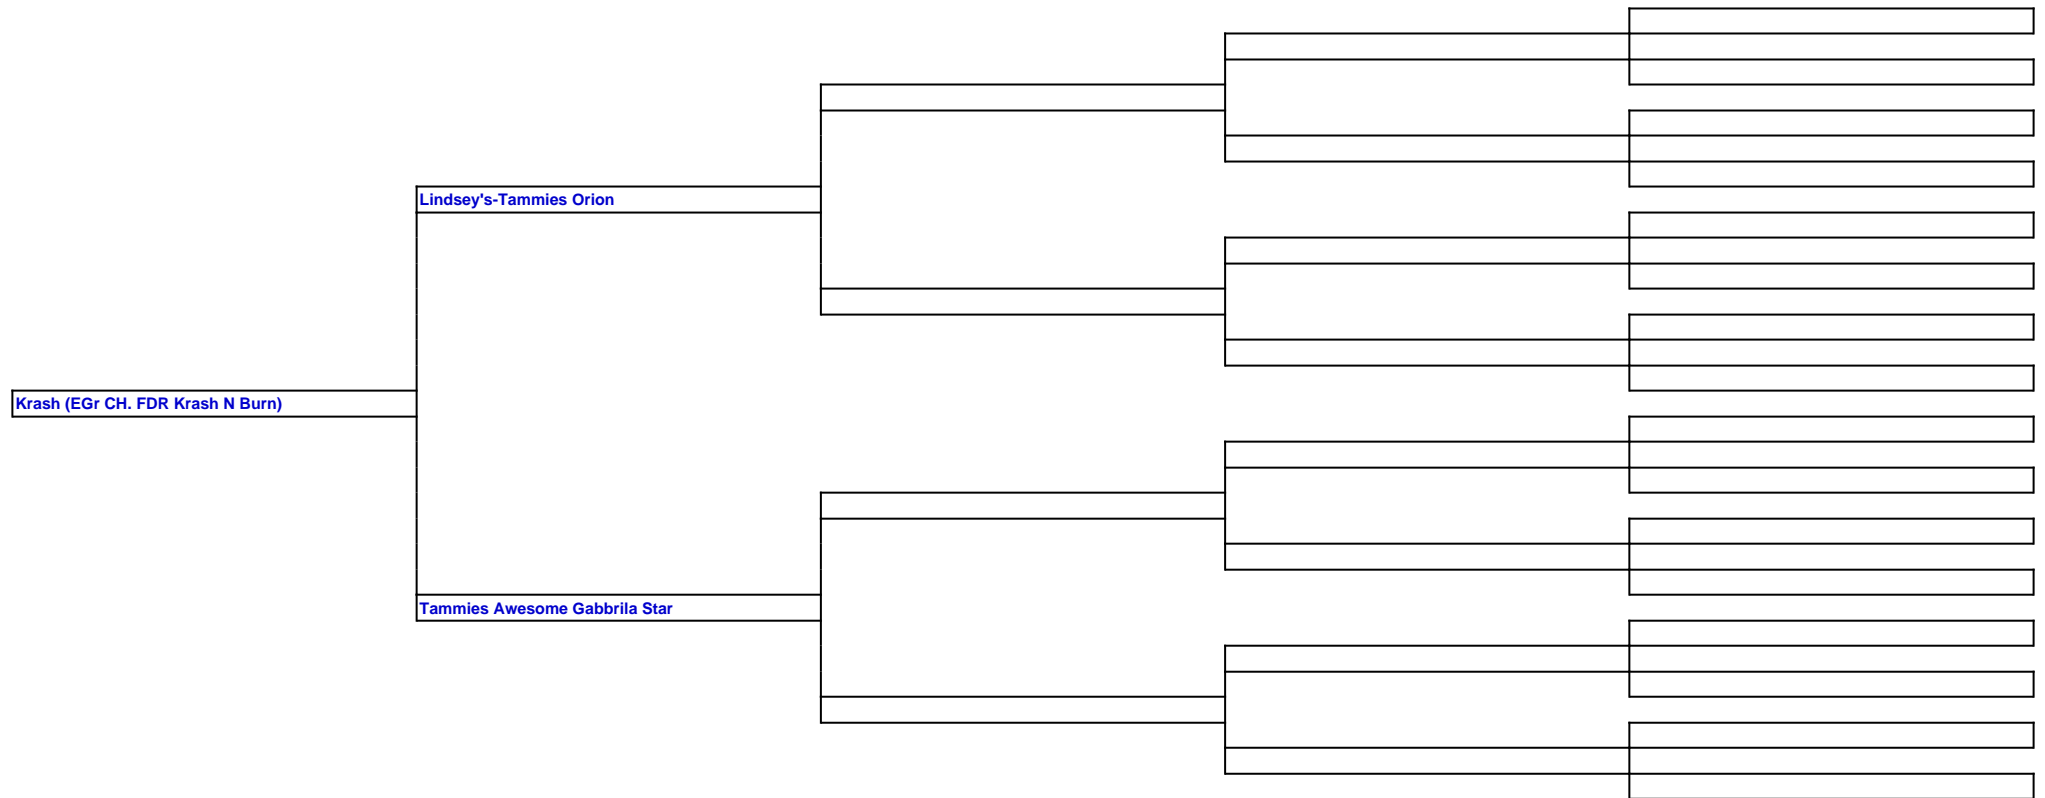 Lindsey's-Tammies Orion
Krash (EGr CH. FDR Krash N Burn)
Tammies Awesome Gabbrila Star